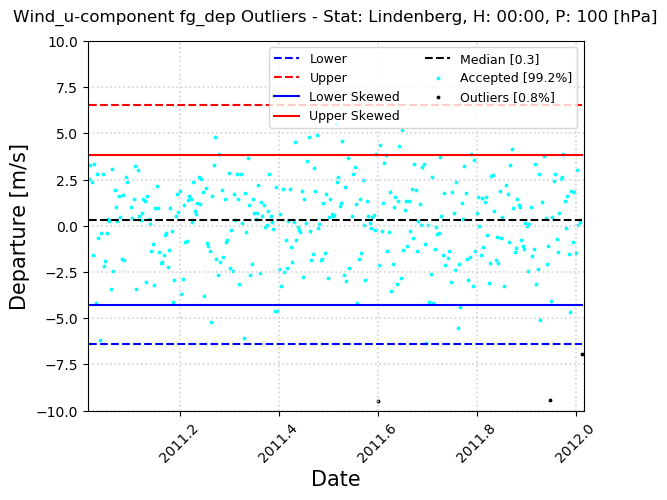 Wind_u-component fg_dep Outliers - Stat: Lindenberg, H: 00:00, P: 100 [hPa]
10.0
7.5
5.0
2.5
0.0
−2.5
−5.0
−7.5
−10.0
Departure [m/s]
Lower
Upper
Lower Skewed
Upper Skewed
Median [0.3]
Accepted [99.2%]
Outliers [0.8%]
2011.2
2011.4
2011.6
2011.8
2012.0
Date